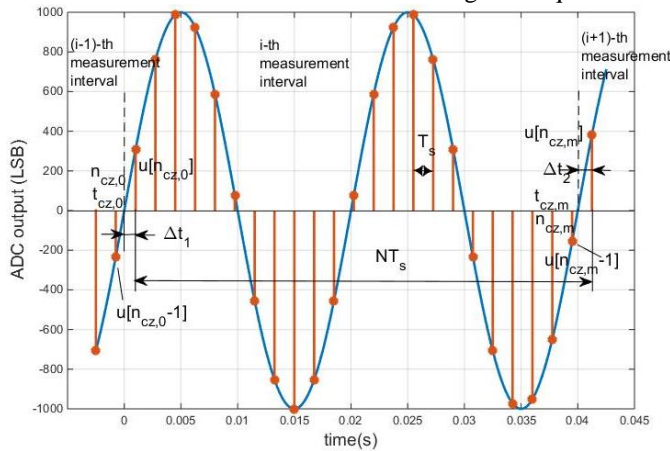 1000
800
600
400
200
0
-200
-400
-600
-800
-1000
ADC output (LSB)
(i-1)-th
measurement
interval
i-th
measurement
interval
(i+1)-th
measurement
interval
n_cz,0
t_cz,0
u[n_cz,0]
Δt_1
u[n_cz,0-1]
T_s
NT_s
u[n_cz,m]
Δt_2
t_cz,m
n_cz,m
u[n_cz,m-1]
0
0.005
0.01
0.015
0.02
0.025
0.03
0.035
0.04
0.045
time(s)